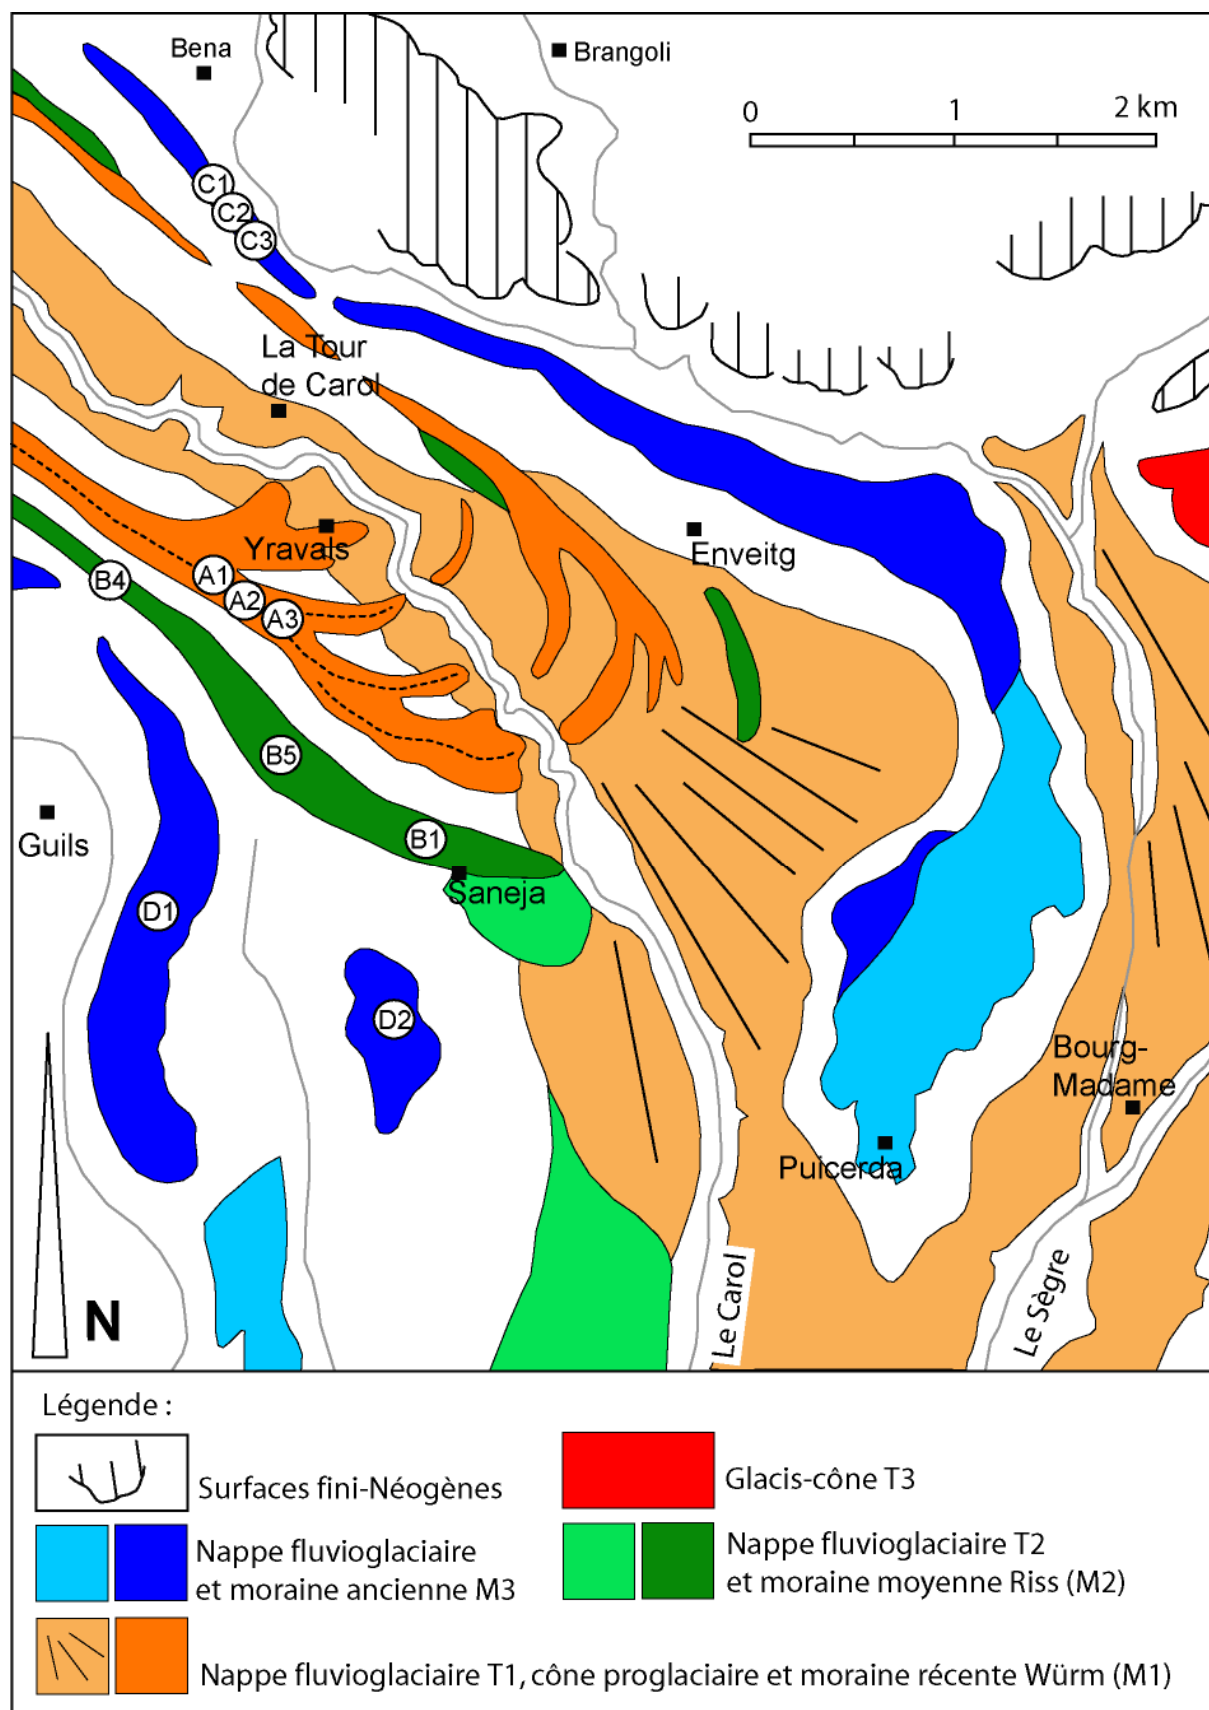 Bena
Brangoli
0 1 2 km
C1
C2
C3
La Tour
de Carol
Yravals
Enveitg
A1
A2
A3
B4
B5
Guils
B1
Saneja
D1
D2
Bourg-
Madame
Puicerda
Le Carol
Le Sègre
N
Légende :
Surfaces fini-Néogènes
Glacis-cône T3
Nappe fluvioglaciaire
et moraine ancienne M3
Nappe fluvioglaciaire T2
et moraine moyenne Riss (M2)
Nappe fluvioglaciaire T1, cône proglaciaire et moraine récente Würm (M1)